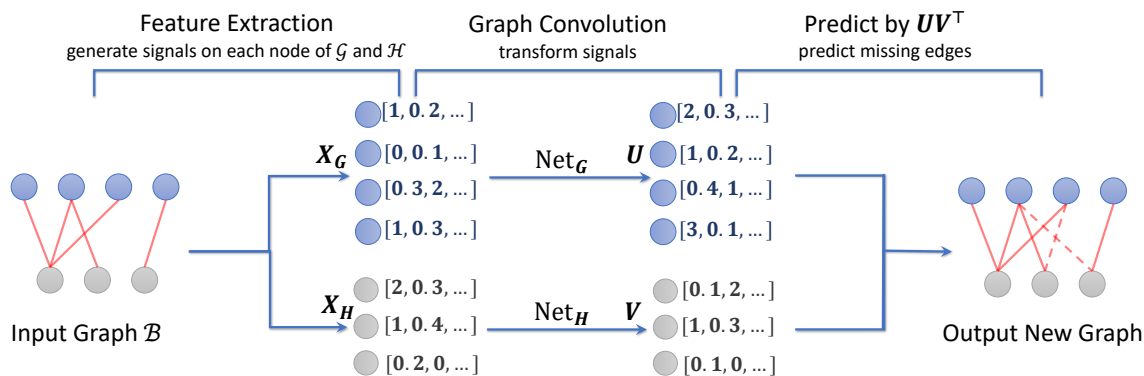 Feature Extraction
generate signals on each node of 𝒢 and ℋ
Graph Convolution
transform signals
Predict by UV⊤
predict missing edges
[1, 0.2, …]
[0, 0.1, …]
[0.3, 2, …]
[1, 0.3, …]
X_G
Net_G
U
[2, 0.3, …]
[1, 0.2, …]
[0.4, 1, …]
[3, 0.1, …]
[2, 0.3, …]
[1, 0.4, …]
[0.2, 0, …]
X_H
Net_H
V
[0.1, 2, …]
[1, 0.3, …]
[0.1, 0, …]
Input Graph ℬ
Output New Graph